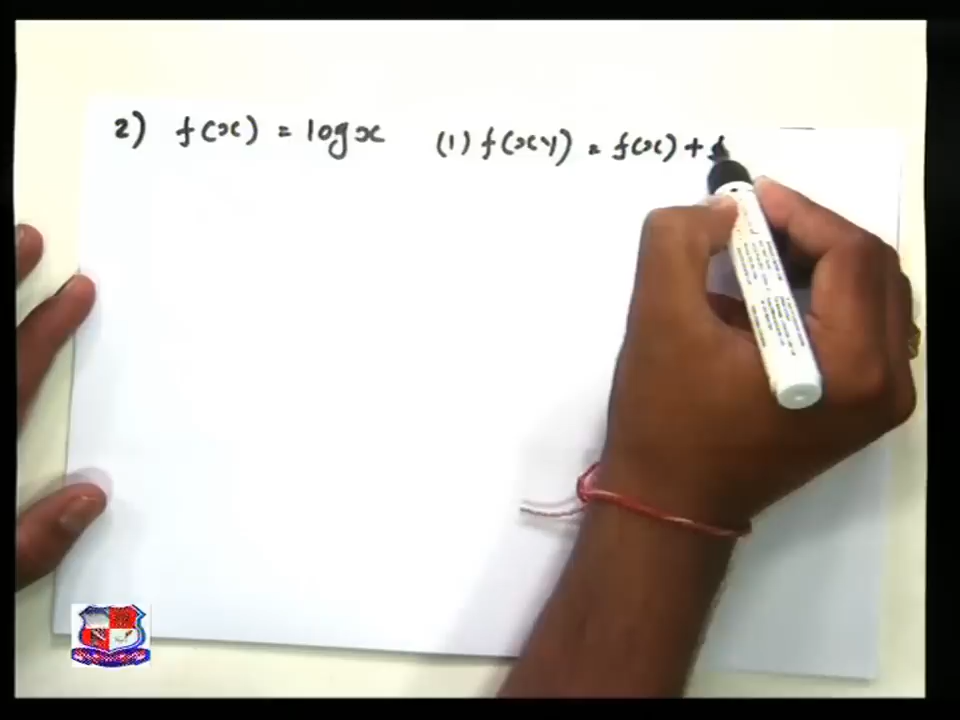 2) f(x) = log x (1) f(xy) = f(x) + f